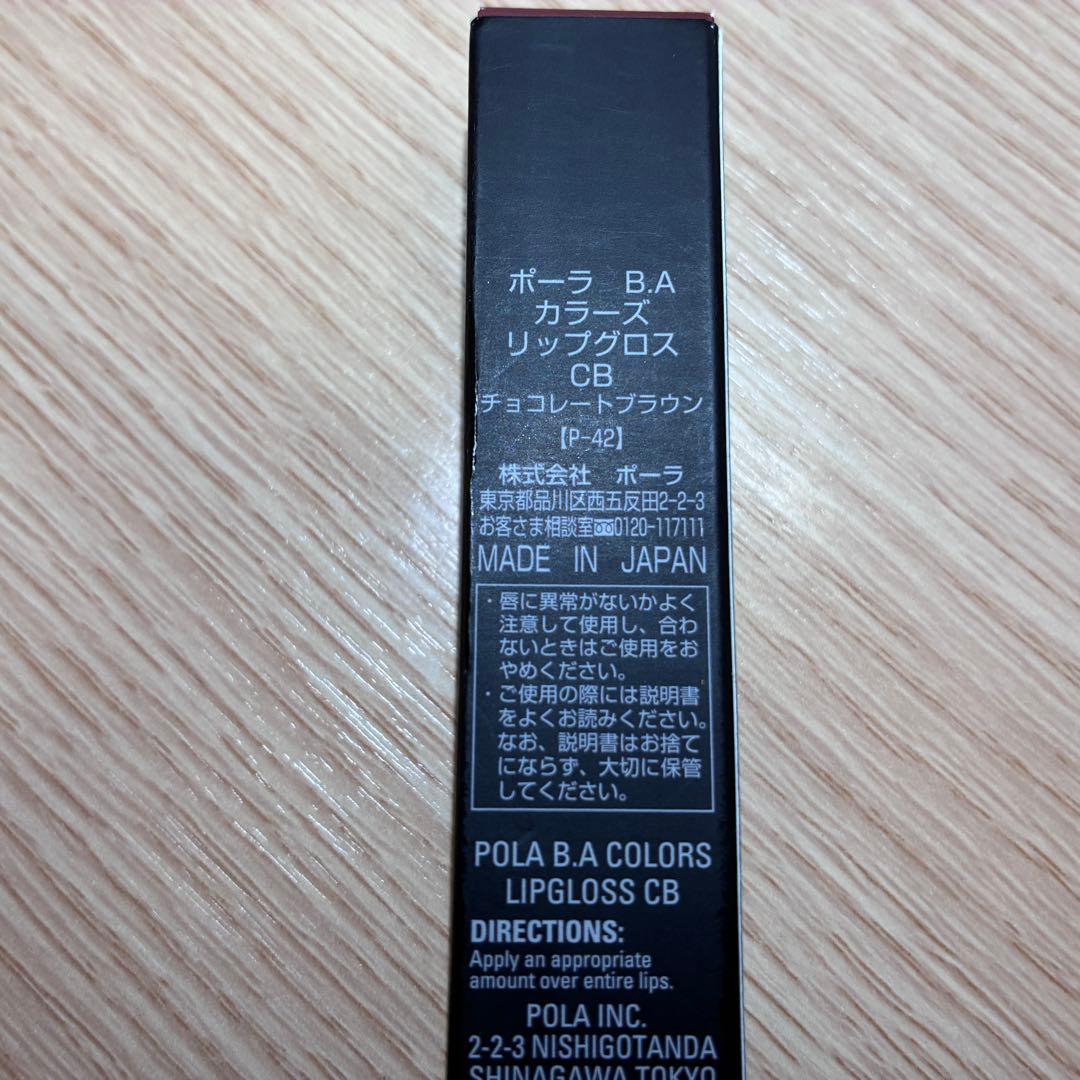 ポーラ　B.A
カラーズ
リップグロス
CB
チョコレートブラウン
【P-42】
株式会社　ポーラ
東京都品川区西五反田2-2-3
お客さま相談室0120-117111
MADE IN JAPAN
・唇に異常がないかよく
注意して使用し、合わ
ないときはご使用をお
やめください。
・ご使用の際には説明書
をよくお読みください。
なお、説明書はお捨て
にならず、大切に保管
してください。
POLA B.A COLORS
LIPGLOSS CB
DIRECTIONS:
Apply an appropriate
amount over entire lips.
POLA INC.
2-2-3 NISHIGOTANDA
SHINAGAWA TOKYO